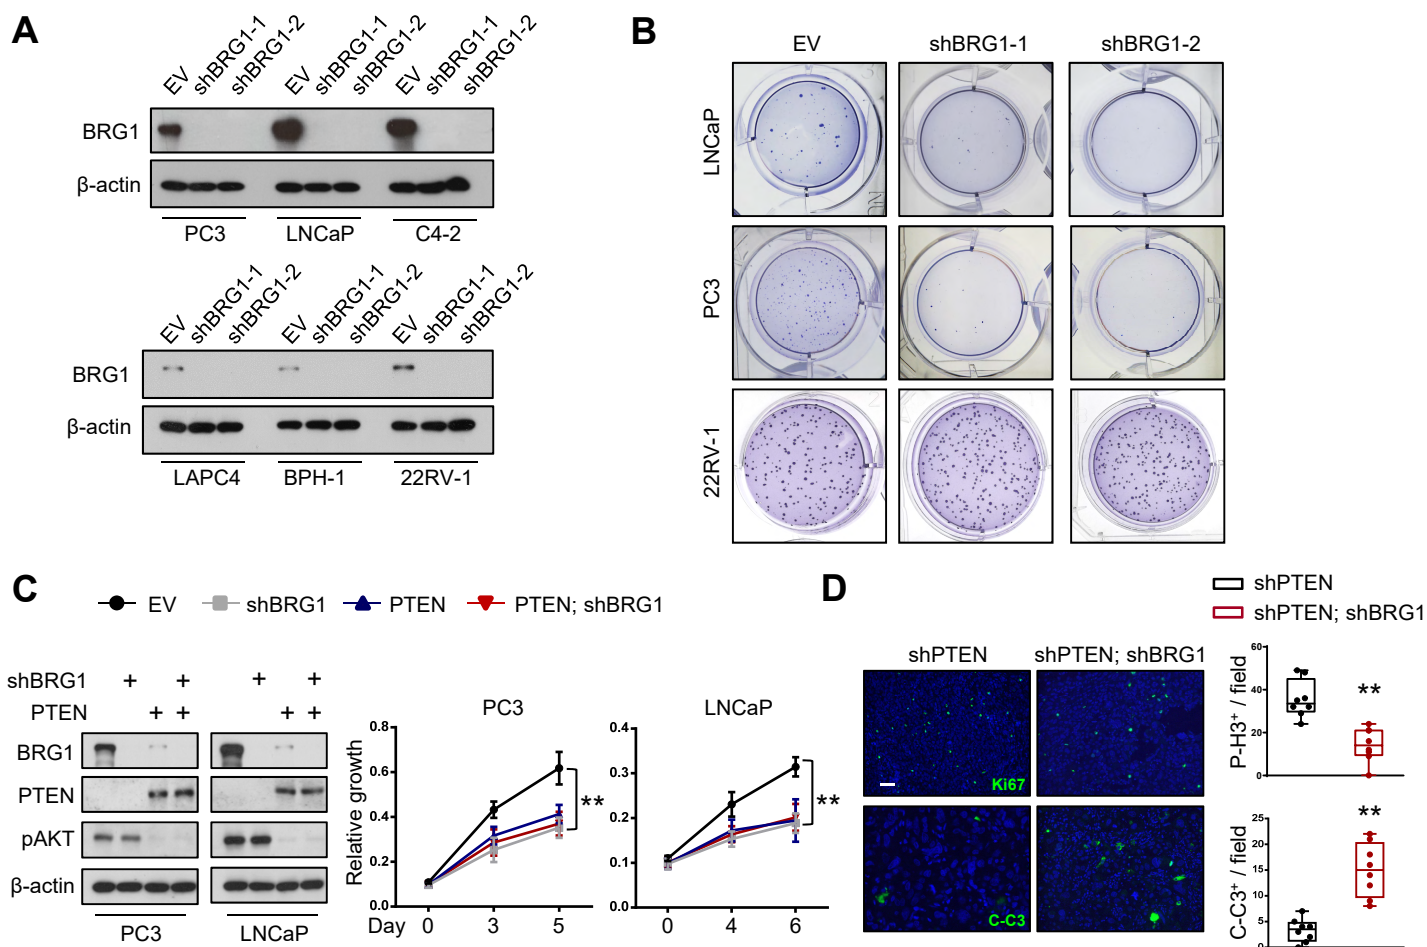 A
EV shBRG1-1 shBRG1-2 EV shBRG1-1 shBRG1-2 EV shBRG1-1 shBRG1-2
BRG1
β-actin
PC3 LNCaP C4-2
EV shBRG1-1 shBRG1-2 EV shBRG1-1 shBRG1-2 EV shBRG1-1 shBRG1-2
BRG1
β-actin
LAPC4 BPH-1 22RV-1
B
EV shBRG1-1 shBRG1-2
LNCaP
PC3
22RV-1
C
EV shBRG1 PTEN PTEN; shBRG1
shBRG1 + + + +
PTEN + + + +
BRG1
PTEN
pAKT
β-actin
PC3 LNCaP
PC3
Relative growth
0.8
0.6
0.4
0.2
0.0
**
Day 0 3 5
LNCaP
0.4
0.3
0.2
0.1
0.0
**
0 4 6
D
shPTEN
shPTEN; shBRG1
shPTEN shPTEN; shBRG1
Ki67
C-C3
P-H3+ / field
60
40
20
0
**
C-C3+ / field
25
20
15
10
5
0
**